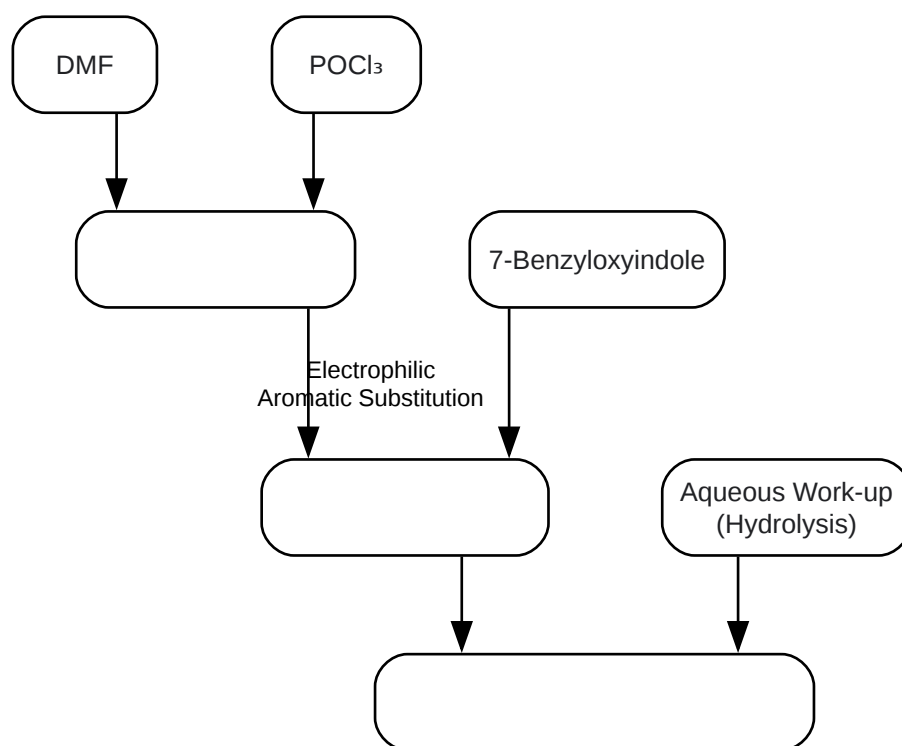 DMF
POCl₃
7-Benzyloxyindole
Electrophilic
Aromatic Substitution
Aqueous Work-up
(Hydrolysis)